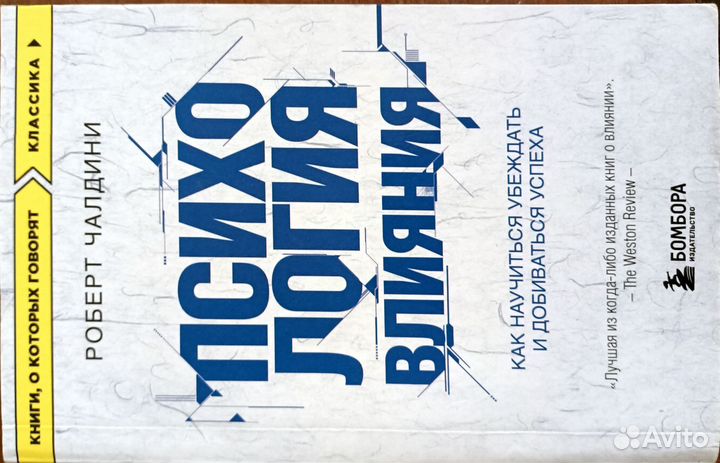 КНИГИ, О КОТОРЫХ ГОВОРЯТ КЛАССИКА
РОБЕРТ ЧАЛДИНИ
ПСИХО
ЛОГИЯ
ВЛИЯНИЯ
КАК НАУЧИТЬСЯ УБЕЖДАТЬ
И ДОБИВАТЬСЯ УСПЕХА
«Лучшая из когда-либо изданных книг о влиянии».
– The Weston Review –
БОМБОРА
ИЗДАТЕЛЬСТВО
Avito